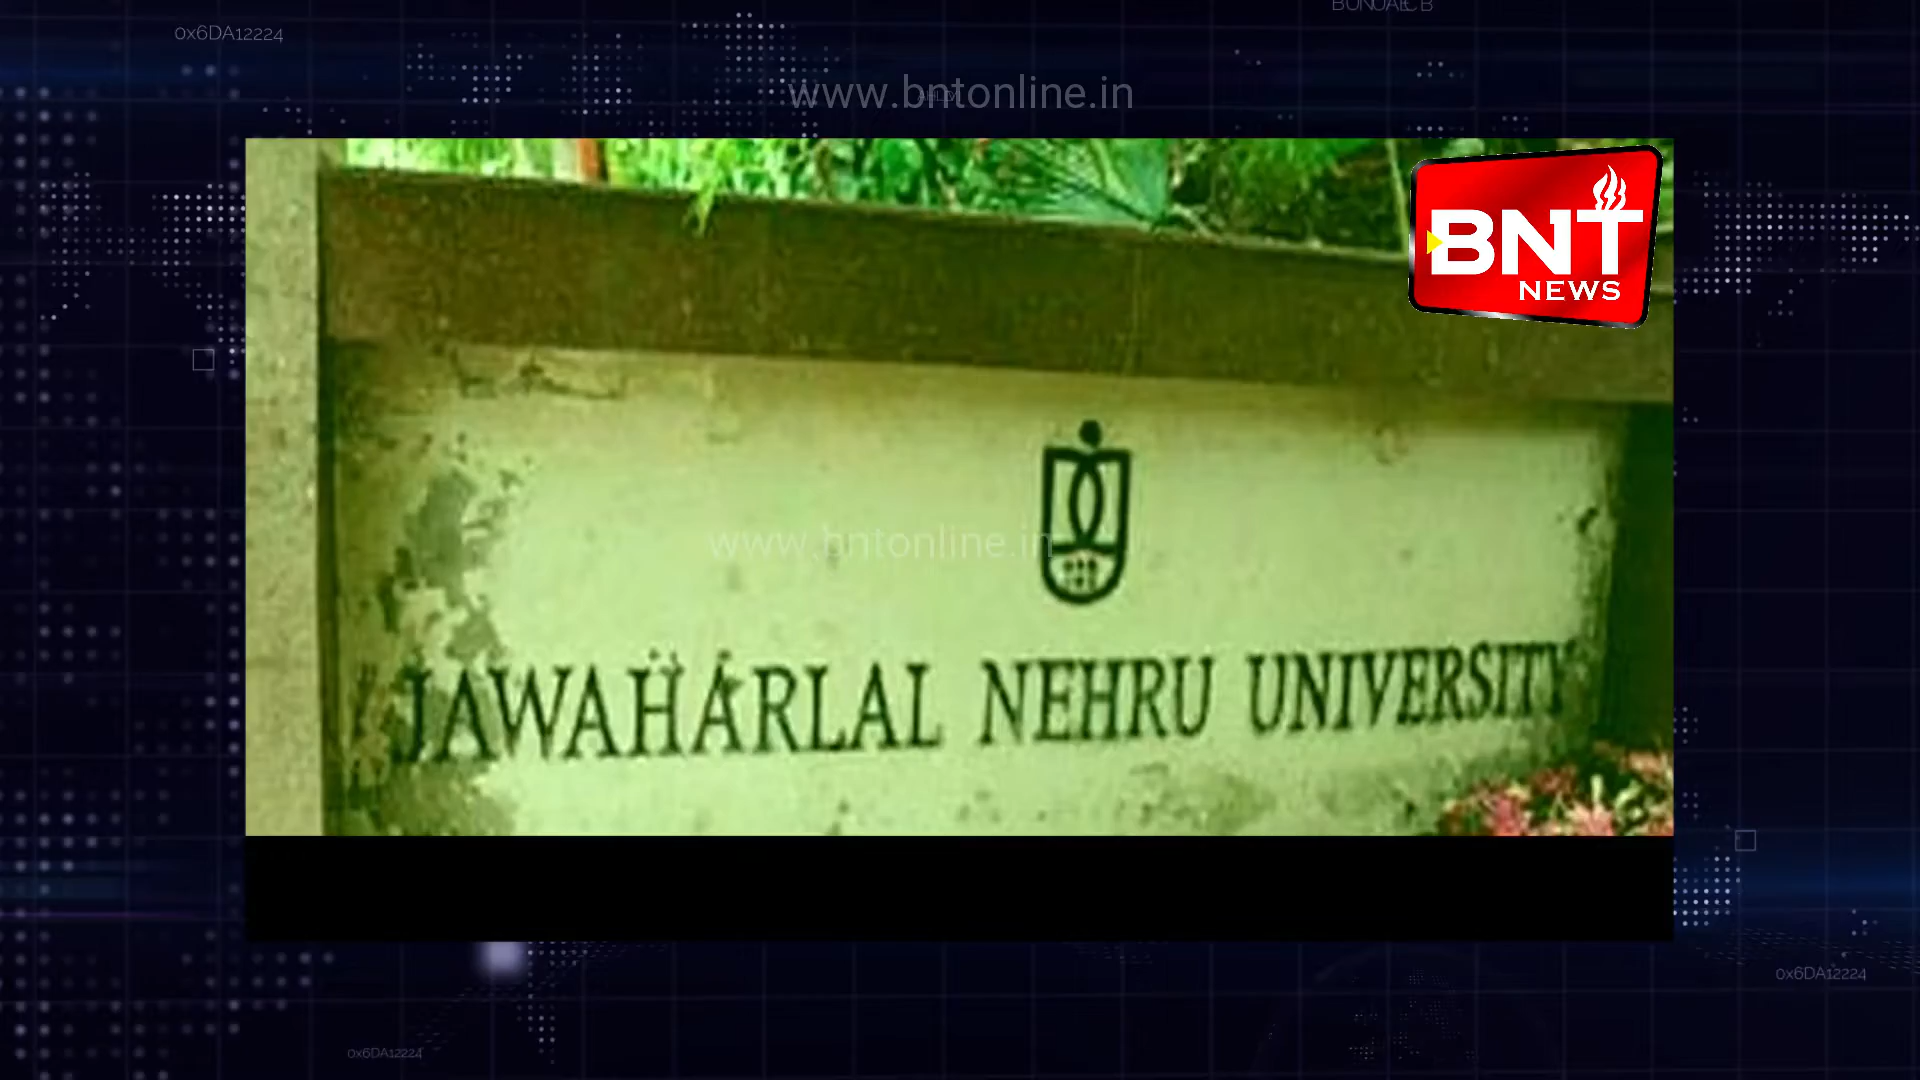 0x6DA12224
www.bntonline.in
BNT
NEWS
www.bntonline.in
JAWAHARLAL NEHRU UNIVERSITY
0x6DA12224
0x6DA12224